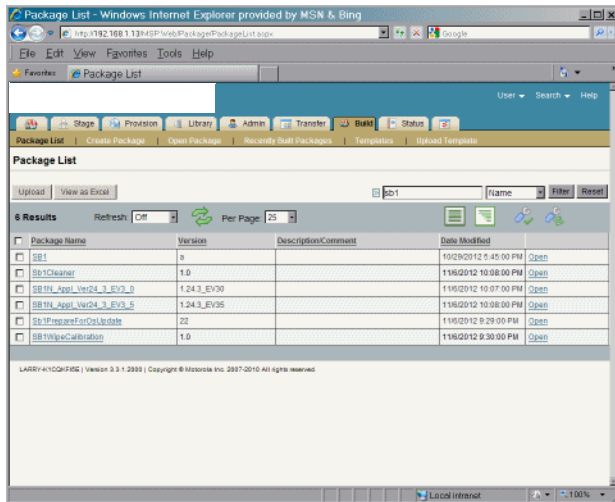 Package List - Windows Internet Explorer provided by MSN & Bing
http://192.168.1.13/MSP.Web/Package/PackageList.aspx Google
File Edit View Favorites Tools Help
Favorites Package List
User Search Help
Stage Provision Library Admin Transfer Build Status
Package List | Create Package | Open Package | Recently Built Packages | Templates | Upload Template
Package List
Upload View as Excel sb1 Name Filter Reset
6 Results Refresh: Off Per Page: 25
Package Name Version Description/Comment Date Modified
SB1 a 10/29/2012 5:45:00 PM Open
Sb1Cleaner 1.0 11/6/2012 10:08:00 PM Open
SB1N_Appl_Ver24_3_EV3_0 1.24.3_EV30 11/6/2012 10:07:00 PM Open
SB1N_Appl_Ver24_3_EV3_5 1.24.3_EV35 11/6/2012 10:08:00 PM Open
Sb1PrepareForOsUpdate 22 11/6/2012 9:29:00 PM Open
SB1WipeCalibration 1.0 11/6/2012 9:30:00 PM Open
| Version 3.3.1.2000 | Copyright © Motorola Inc. 2007-2010 All rights reserved.
Local intranet 100%